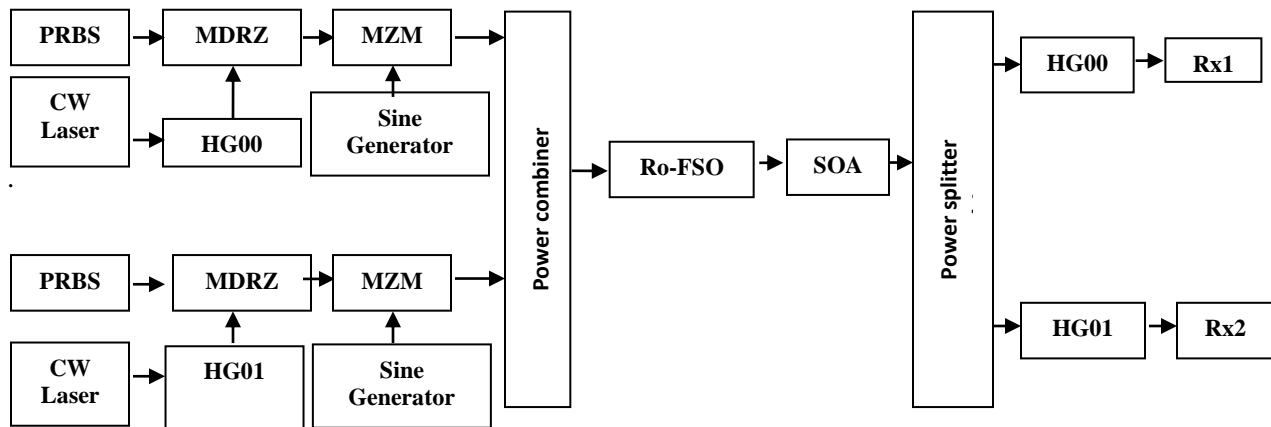 PRBS
MDRZ
MZM
CW
Laser
HG00
Sine
Generator
.
PRBS
MDRZ
MZM
CW
Laser
HG01
Sine
Generator
Power combiner
Ro-FSO
SOA
Power splitter
HG00
Rx1
HG01
Rx2